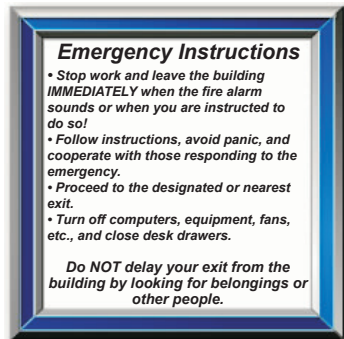 Emergency Instructions
• Stop work and leave the building
IMMEDIATELY when the fire alarm
sounds or when you are instructed to
do so!
• Follow instructions, avoid panic, and
cooperate with those responding to the
emergency.
• Proceed to the designated or nearest
exit.
• Turn off computers, equipment, fans,
etc., and close desk drawers.
Do NOT delay your exit from the
building by looking for belongings or
other people.